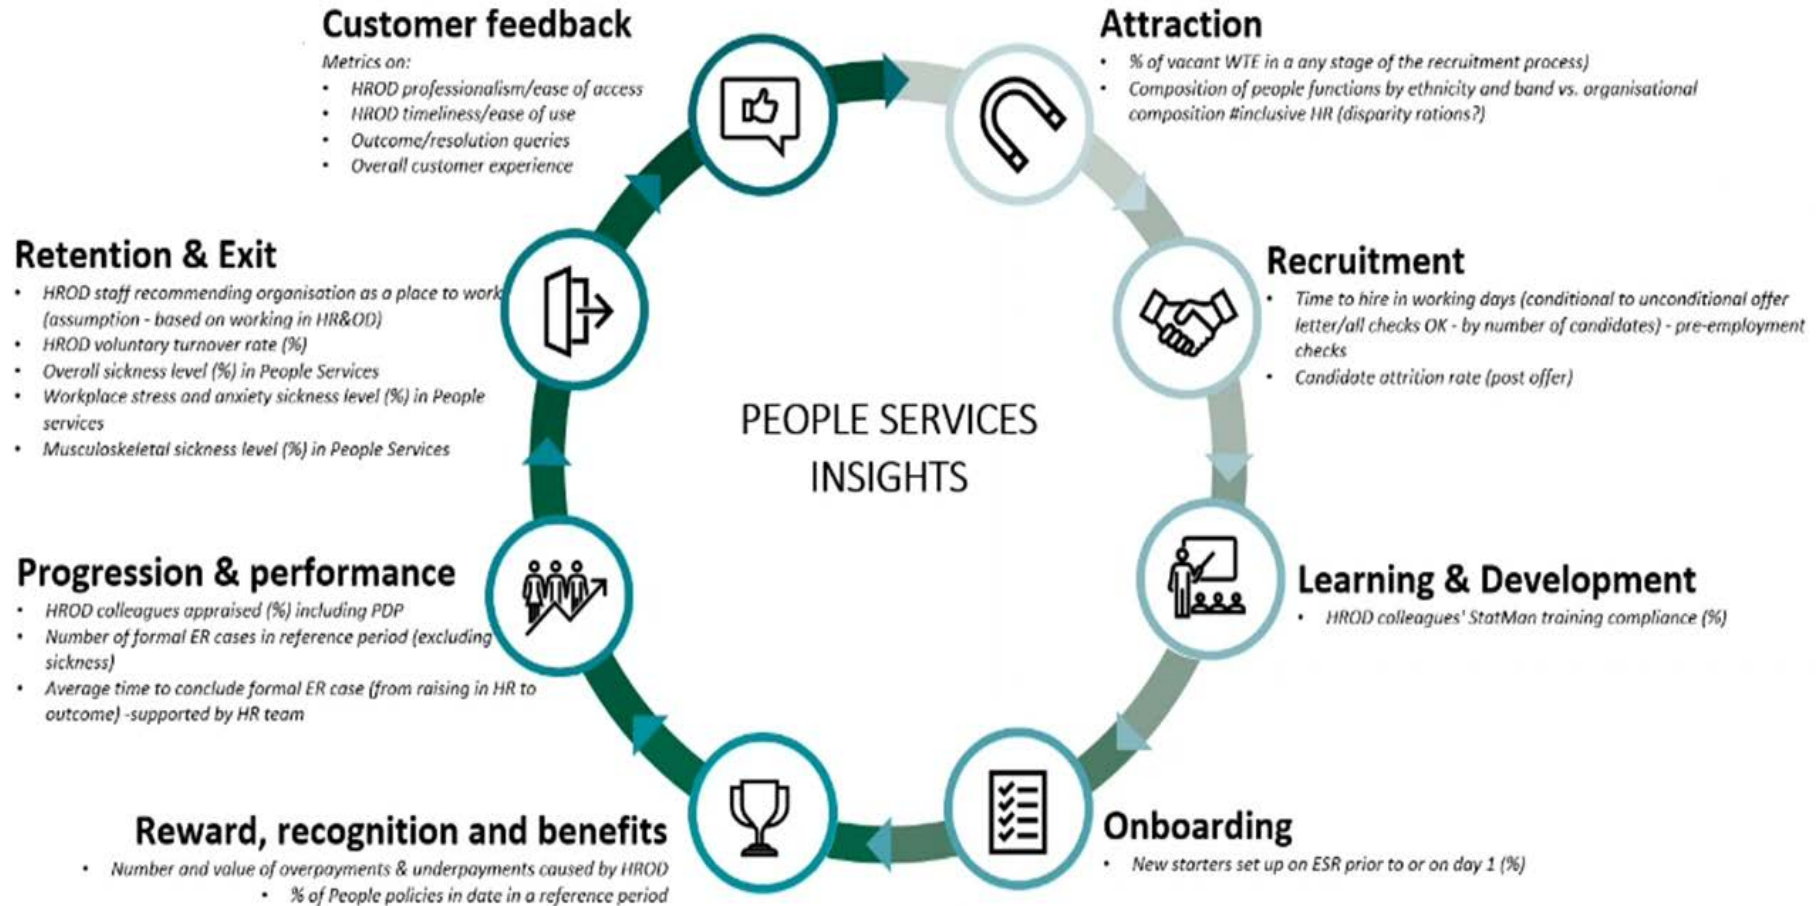 Customer feedback
Metrics on:
• HROD professionalism/ease of access
• HROD timeliness/ease of use
• Outcome/resolution queries
• Overall customer experience
Attraction
• % of vacant WTE in a any stage of the recruitment process)
• Composition of people functions by ethnicity and band vs. organisational
composition #inclusive HR (disparity rations?)
Recruitment
• Time to hire in working days (conditional to unconditional offer
letter/all checks OK - by number of candidates) - pre-employment
checks
• Candidate attrition rate (post offer)
Learning & Development
• HROD colleagues' StatMan training compliance (%)
Onboarding
• New starters set up on ESR prior to or on day 1 (%)
Reward, recognition and benefits
• Number and value of overpayments & underpayments caused by HROD
• % of People policies in date in a reference period
Progression & performance
• HROD colleagues appraised (%) including PDP
• Number of formal ER cases in reference period (excluding
sickness)
• Average time to conclude formal ER case (from raising in HR to
outcome) -supported by HR team
Retention & Exit
• HROD staff recommending organisation as a place to work
(assumption - based on working in HR&OD)
• HROD voluntary turnover rate (%)
• Overall sickness level (%) in People Services
• Workplace stress and anxiety sickness level (%) in People
services
• Musculoskeletal sickness level (%) in People Services
PEOPLE SERVICES
INSIGHTS